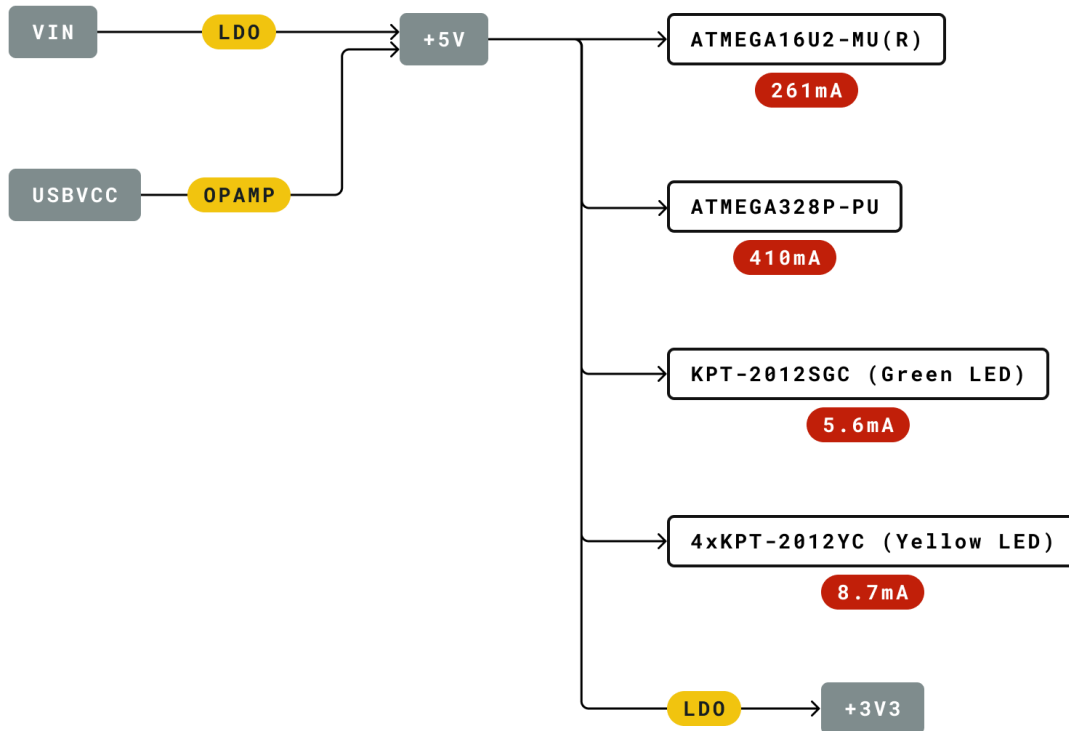 VIN
LDO
+5V
ATMEGA16U2-MU(R)
261mA
USBVCC
OPAMP
ATMEGA328P-PU
410mA
KPT-2012SGC (Green LED)
5.6mA
4xKPT-2012YC (Yellow LED)
8.7mA
LDO
+3V3